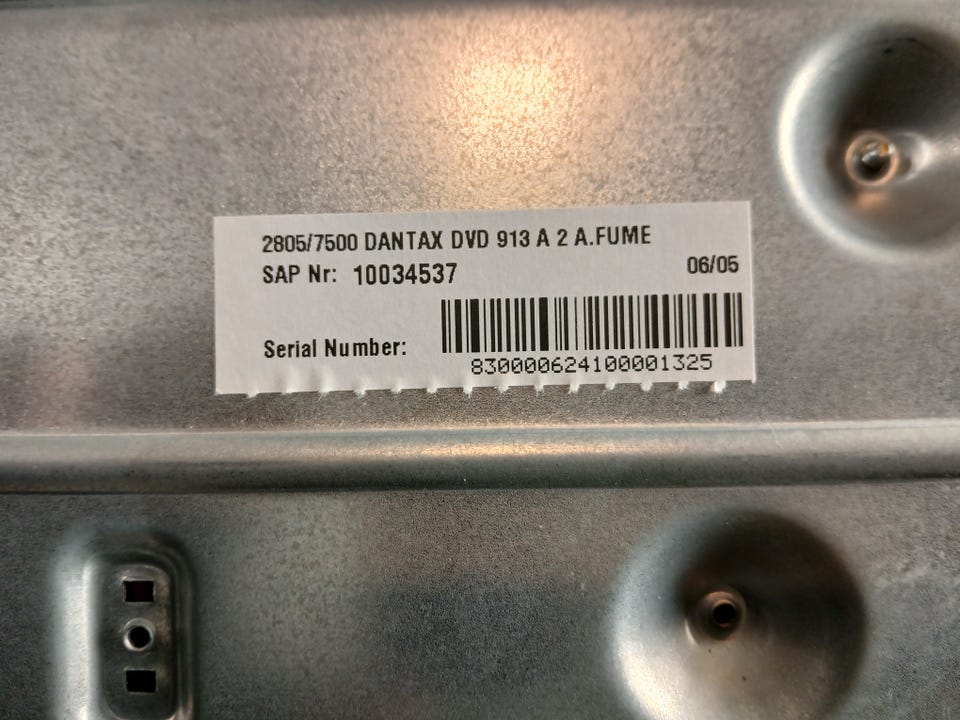 2805/7500 DANTAX DVD 913 A 2 A.FUME
SAP Nr: 10034537
06/05
Serial Number:
830000624100001325